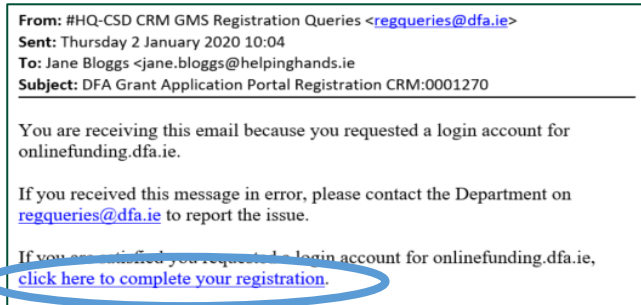 From: #HQ-CSD CRM GMS Registration Queries <regqueries@dfa.ie>
Sent: Thursday 2 January 2020 10:04
To: Jane Bloggs <jane.bloggs@helpinghands.ie
Subject: DFA Grant Application Portal Registration CRM:0001270
You are receiving this email because you requested a login account for
onlinefunding.dfa.ie.
If you received this message in error, please contact the Department on
regqueries@dfa.ie to report the issue.
If you are satisfied you requested a login account for onlinefunding.dfa.ie,
click here to complete your registration.